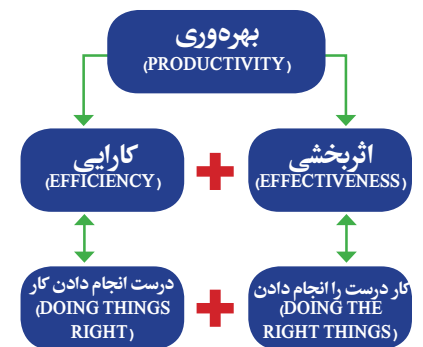 بهره‌وری
(PRODUCTIVITY)
اثربخشی
(EFFECTIVENESS)
کارایی
(EFFICIENCY)
کار درست را انجام دادن
(DOING THE
RIGHT THINGS)
درست انجام دادن کار
(DOING THINGS
RIGHT)